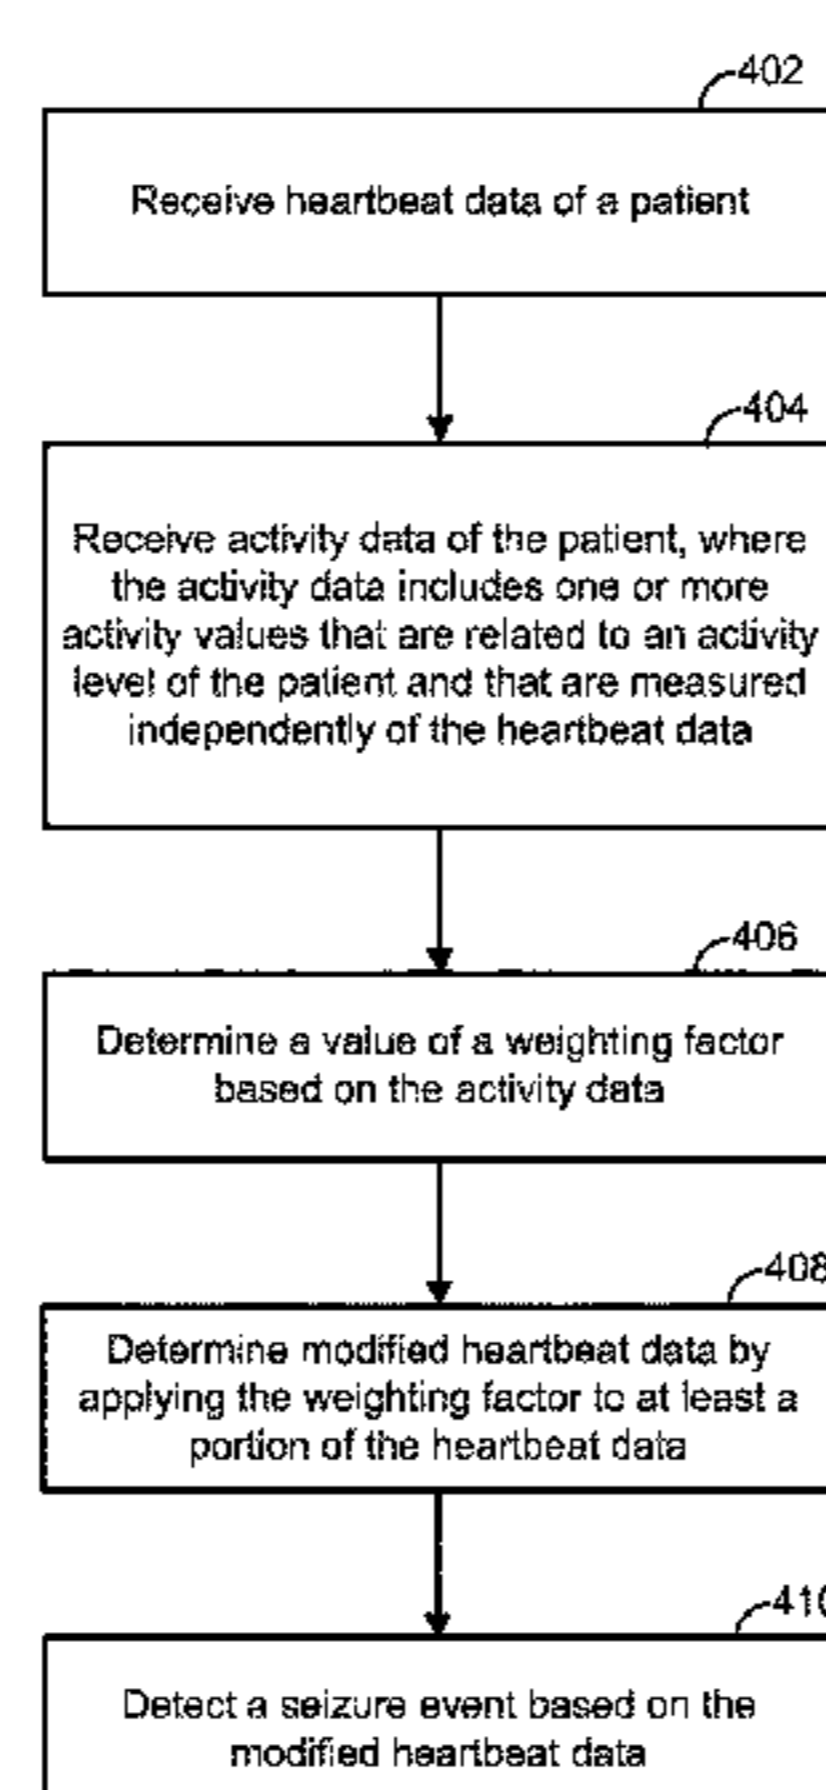 402
Receive heartbeat data of a patient
404
Receive activity data of the patient, where
the activity data includes one or more
activity values that are related to an activity
level of the patient and that are measured
independently of the heartbeat data
406
Determine a value of a weighting factor
based on the activity data
408
Determine modified heartbeat data by
applying the weighting factor to at least a
portion of the heartbeat data
410
Detect a seizure event based on the
modified heartbeat data